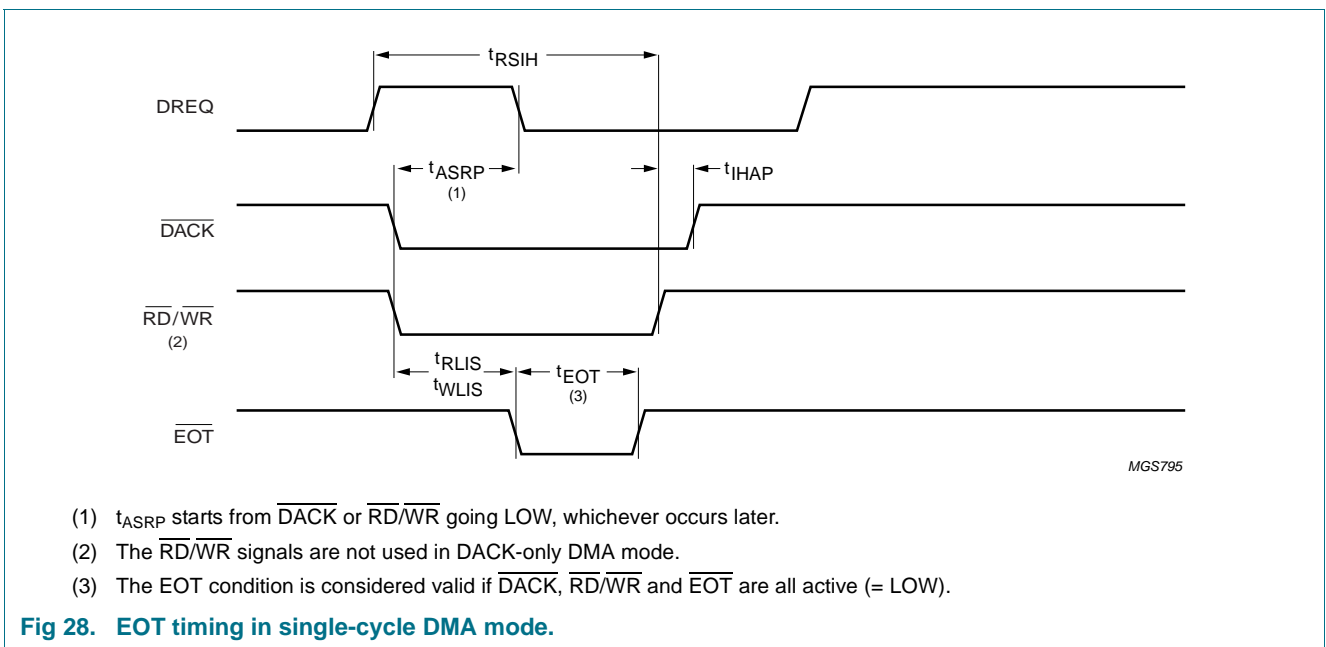 tRSIH
DREQ
tASRP
(1)
tIHAP
DACK
RD/WR
(2)
tRLIS
tWLIS
tEOT
(3)
EOT
MGS795
(1) tASRP starts from DACK or RD/WR going LOW, whichever occurs later.
(2) The RD/WR signals are not used in DACK-only DMA mode.
(3) The EOT condition is considered valid if DACK, RD/WR and EOT are all active (= LOW).
Fig 28. EOT timing in single-cycle DMA mode.